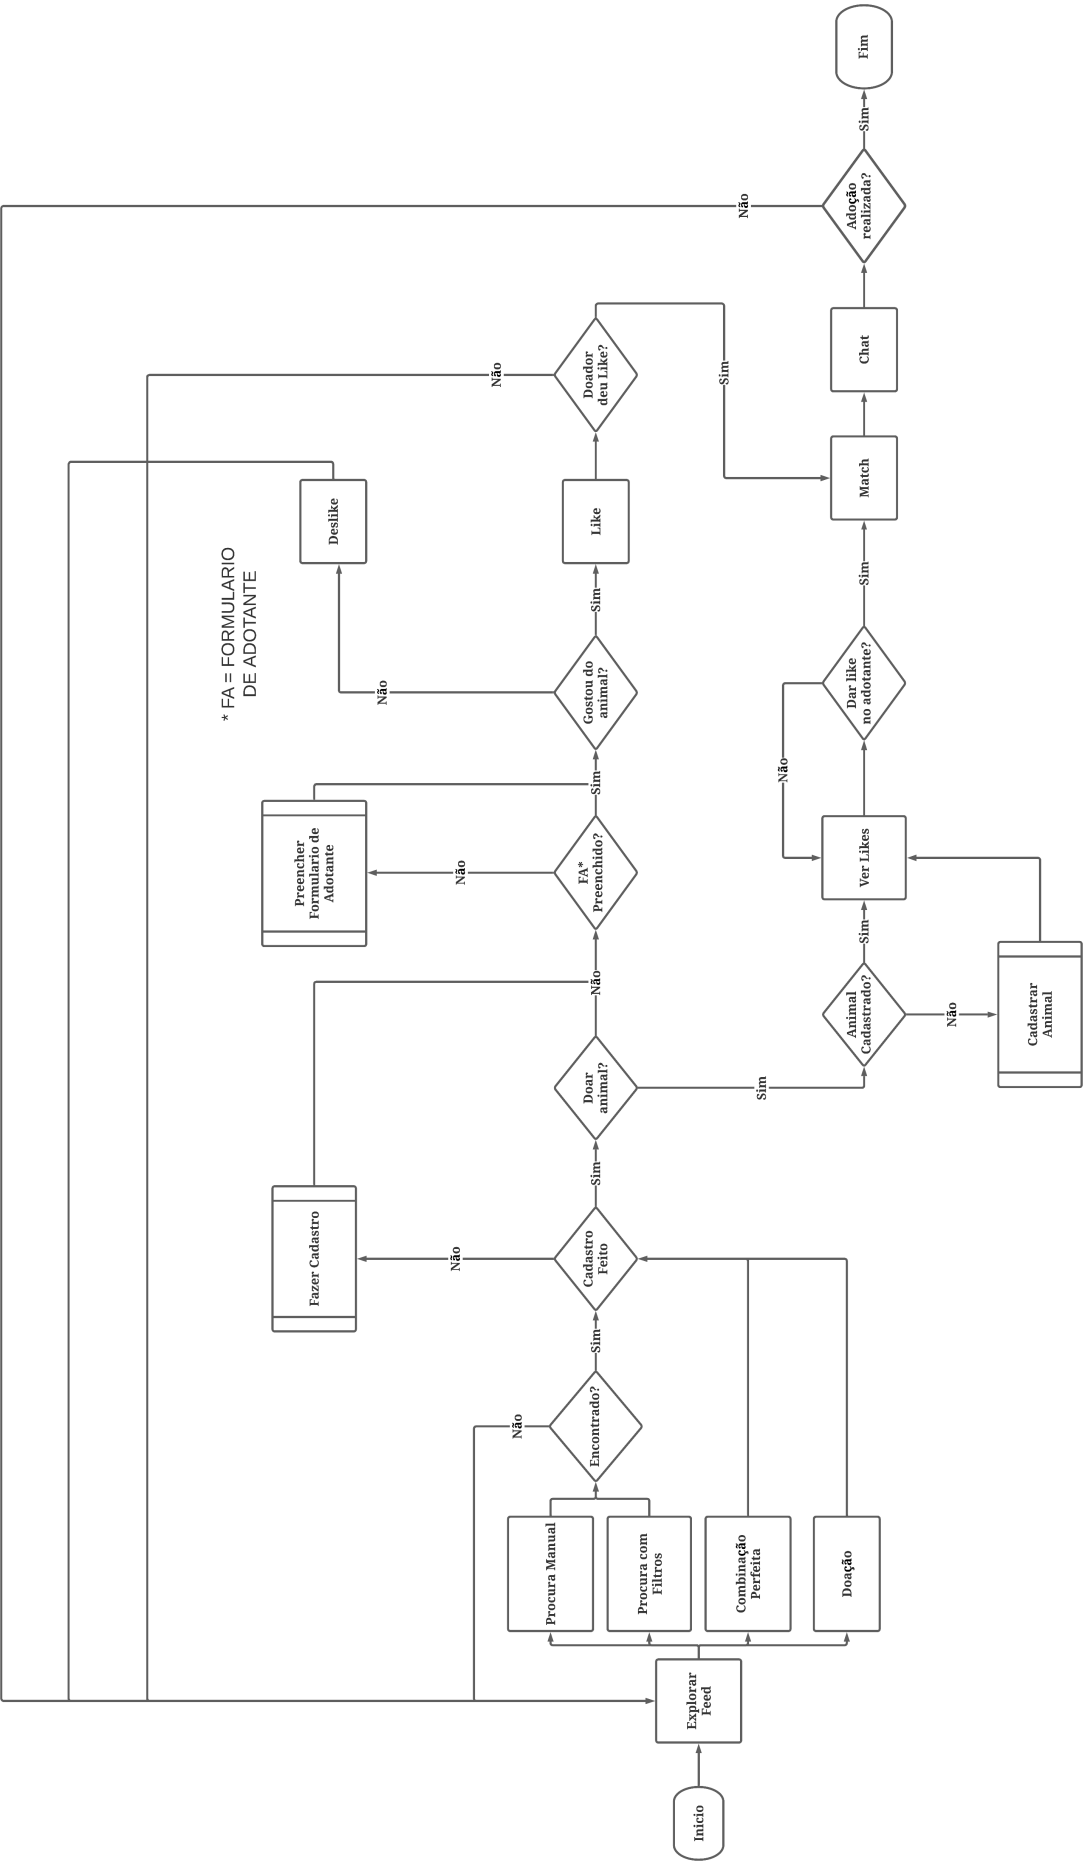 Inicio
Explorar
Feed
Procura Manual
Procura com
Filtros
Combinação
Perfeita
Doação
Encontrado?
Não
Sim
Cadastro
Feito
Não
Fazer Cadastro
Sim
Doar
animal?
Não
Sim
FA*
Preenchido?
Não
Preencher
Formulario de
Adotante
Sim
Gostou do
animal?
Não
Deslike
Sim
Like
Doador
deu Like?
Não
Sim
* FA = FORMULARIO
DE ADOTANTE
Animal
Cadastrado?
Não
Cadastrar
Animal
Sim
Ver Likes
Dar like
no adotante?
Não
Sim
Match
Chat
Adoção
realizada?
Não
Sim
Fim